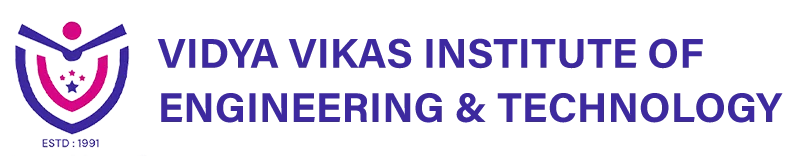 VIDYA VIKAS INSTITUTE OF
ENGINEERING & TECHNOLOGY
ESTD : 1991